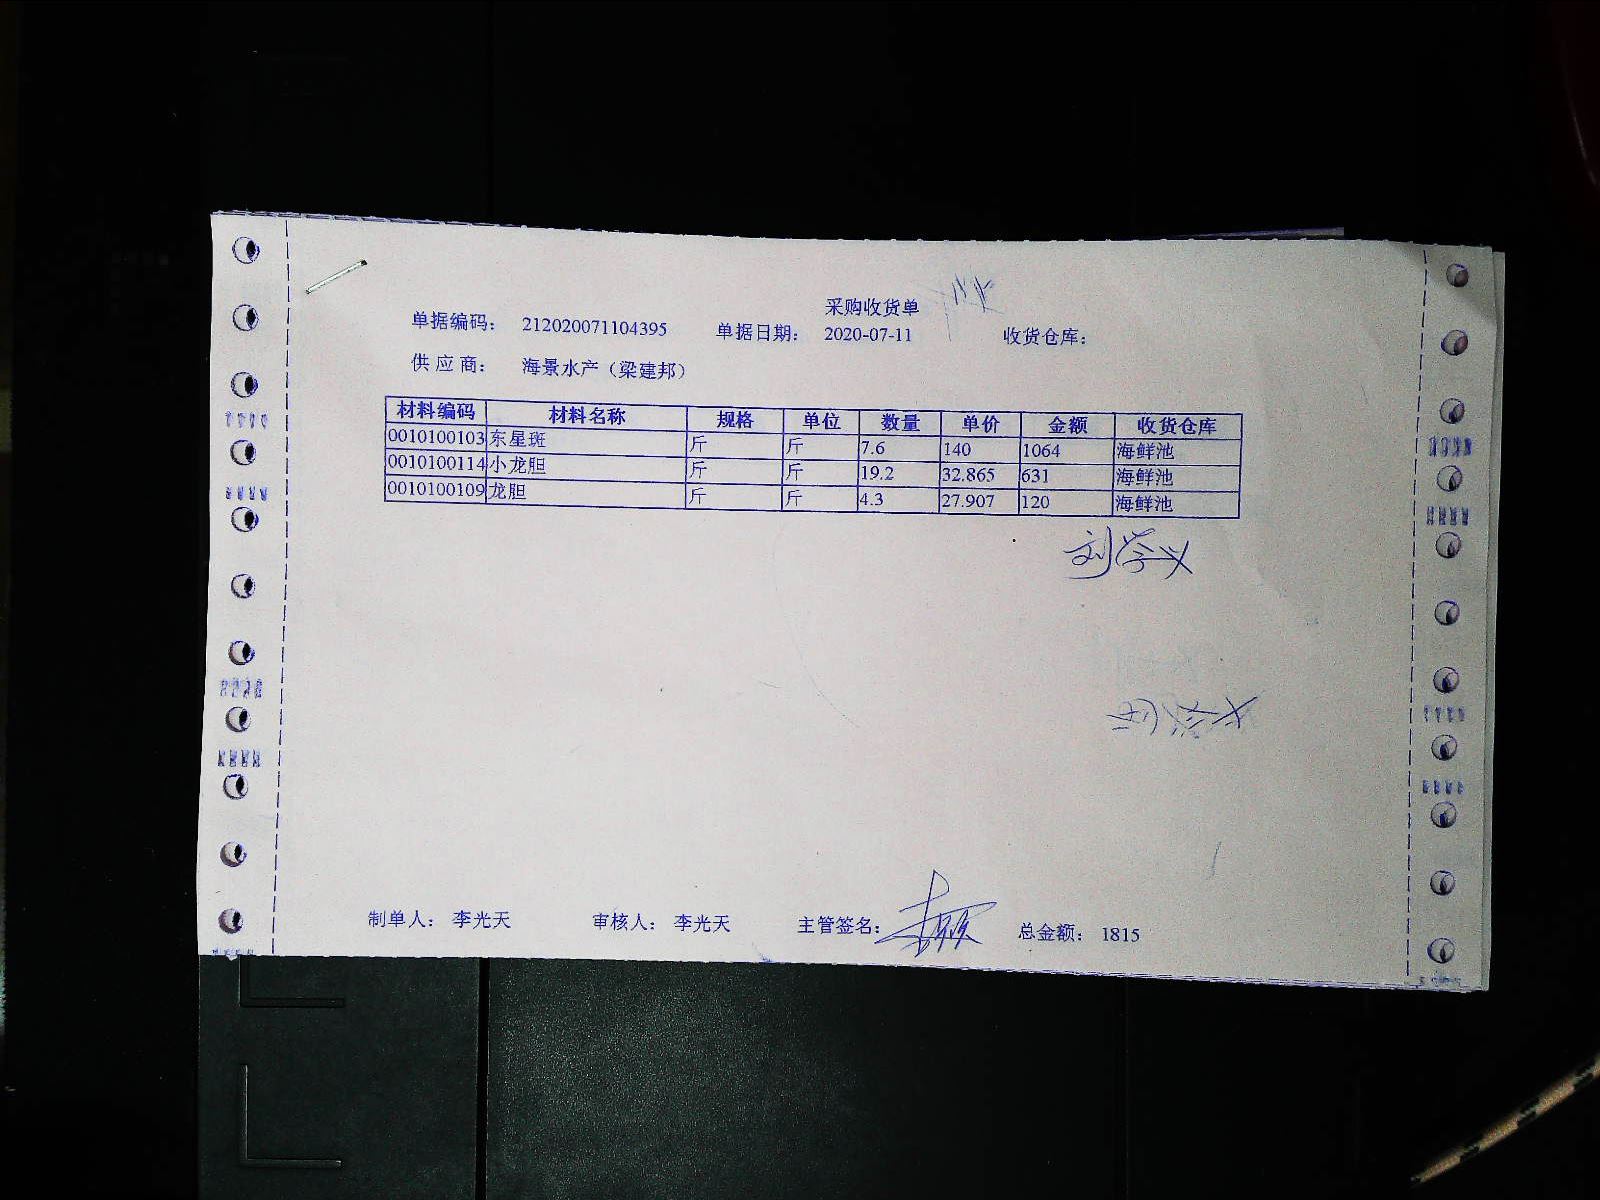 采购收货单
单据编码： 212020071104395 单据日期： 2020-07-11 收货仓库：
供 应 商： 海景水产（梁建邦）
材料编码 材料名称 规格 单位 数量 单价 金额 收货仓库
0010100103 东星斑 斤 斤 7.6 140 1064 海鲜池
0010100114 小龙胆 斤 斤 19.2 32.865 631 海鲜池
0010100109 龙胆 斤 斤 4.3 27.907 120 海鲜池
刘学义
制单人： 李光天 审核人： 李光天 主管签名： 总金额： 1815